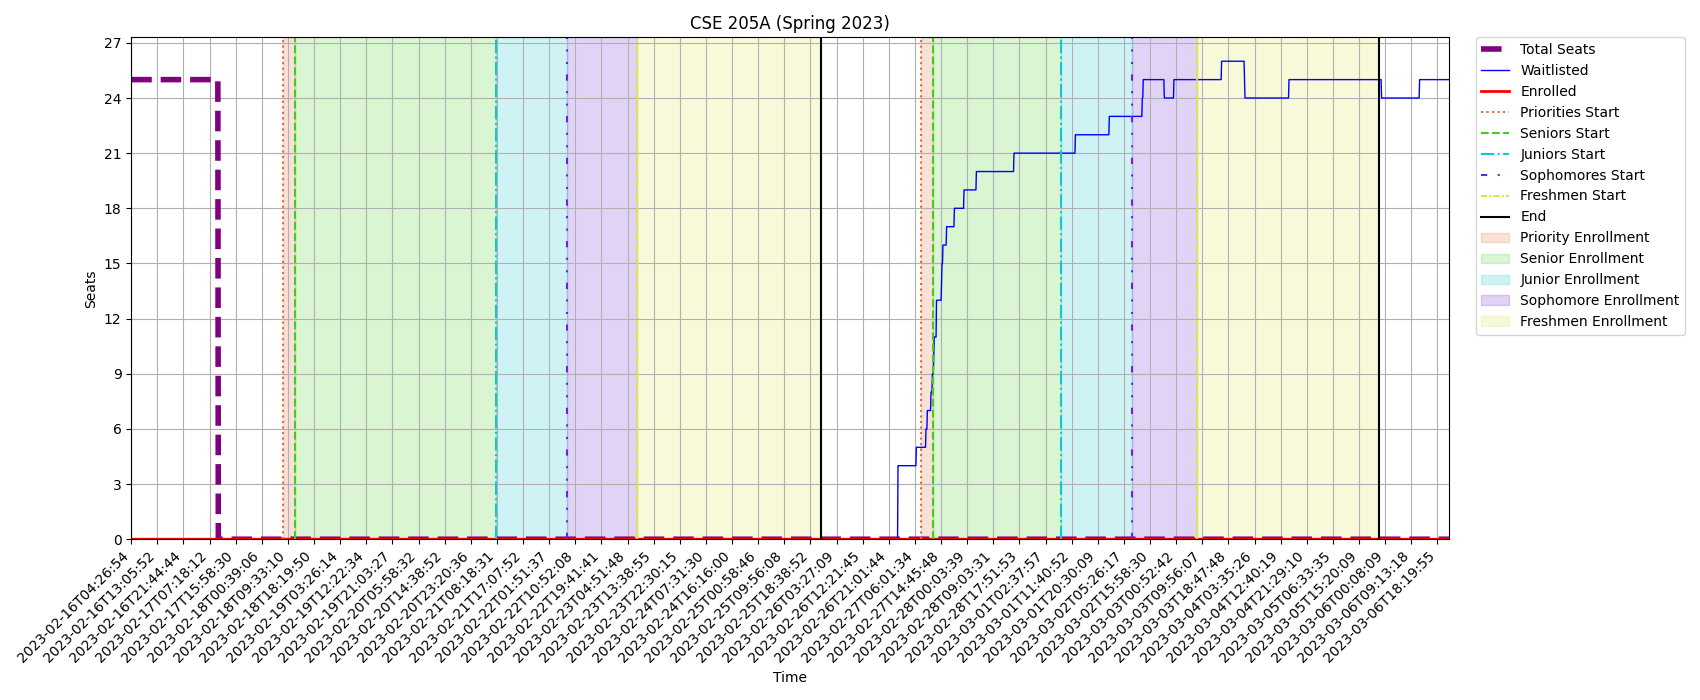 CSE 205A (Spring 2023)
27
24
21
18
15
12
9
6
3
0
Seats
2023-02-16T04:26:54
2023-02-16T13:05:52
2023-02-16T21:44:44
2023-02-17T07:18:12
2023-02-17T15:58:30
2023-02-18T00:39:06
2023-02-18T09:33:10
2023-02-18T18:19:50
2023-02-19T03:26:14
2023-02-19T12:22:34
2023-02-19T21:03:27
2023-02-20T05:58:32
2023-02-20T14:38:52
2023-02-20T23:20:36
2023-02-21T08:18:31
2023-02-21T17:07:52
2023-02-22T01:51:37
2023-02-22T10:52:08
2023-02-22T19:41:41
2023-02-23T04:51:48
2023-02-23T13:38:55
2023-02-23T22:30:15
2023-02-24T07:31:30
2023-02-24T16:16:00
2023-02-25T00:58:46
2023-02-25T09:56:08
2023-02-25T18:38:52
2023-02-26T03:27:09
2023-02-26T12:21:45
2023-02-26T21:01:44
2023-02-27T06:01:34
2023-02-27T14:45:48
2023-02-28T00:03:39
2023-02-28T09:03:31
2023-02-28T17:51:53
2023-03-01T02:37:57
2023-03-01T11:40:52
2023-03-01T20:30:09
2023-03-02T05:26:17
2023-03-02T15:58:30
2023-03-03T00:52:42
2023-03-03T09:56:07
2023-03-03T18:47:48
2023-03-04T03:35:26
2023-03-04T12:40:19
2023-03-04T21:29:10
2023-03-05T06:33:35
2023-03-05T15:20:09
2023-03-06T00:08:09
2023-03-06T09:13:18
2023-03-06T18:19:55
Time
Total Seats
Waitlisted
Enrolled
Priorities Start
Seniors Start
Juniors Start
Sophomores Start
Freshmen Start
End
Priority Enrollment
Senior Enrollment
Junior Enrollment
Sophomore Enrollment
Freshmen Enrollment